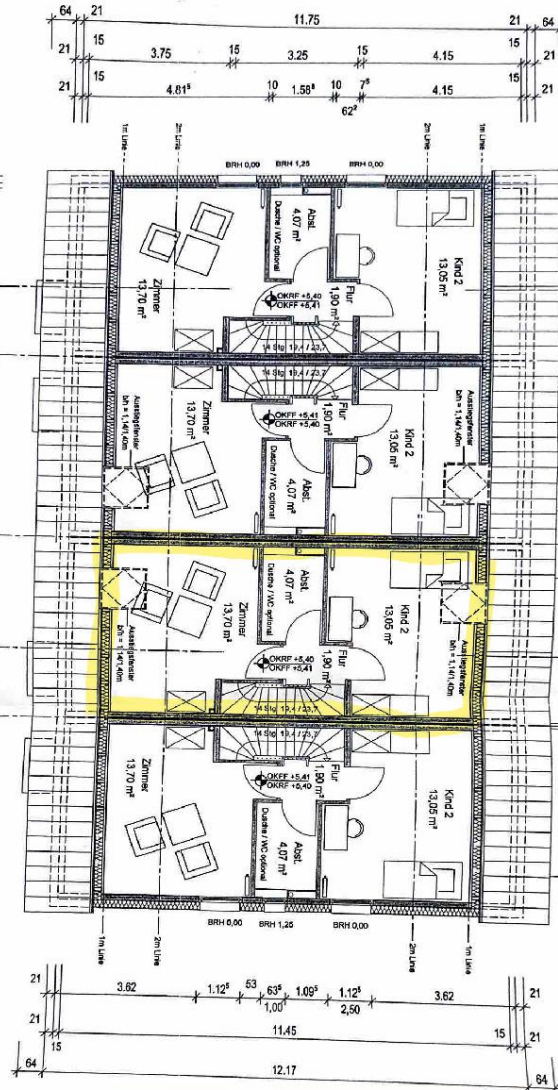 64 21 11.75 21 64
15 3.75 15 3.25 15 4.15 15
21 4.81⁵ 10 1.58⁸ 10 7⁵ 4.15 21
62²
1m Linie
2m Linie
BRH 0,00
BRH 1,25
BRH 0,00
2m Linie
1m Linie
Zimmer
13,70 m²
Abst.
4,07 m²
Dusche / WC optional
Flur
1,90 m²
OKRF +5,40
OKFF +5,41
Kind 2
13,05 m²
14 Stg 19,4 / 23,7
14 Stg 19,4 / 23,7
Ausstiegsfenster
b/h = 1,14/1,40m
Zimmer
13,70 m²
Abst.
4,07 m²
Dusche / WC optional
Flur
1,90 m²
OKFF +5,41
OKRF +5,40
Kind 2
13,05 m²
Ausstiegsfenster
b/h = 1,14/1,40m
Ausstiegsfenster
b/h = 1,14/1,40m
Zimmer
13,70 m²
Abst.
4,07 m²
Dusche / WC optional
Flur
1,90 m²
OKRF +5,40
OKFF +5,41
Kind 2
13,05 m²
Ausstiegsfenster
b/h = 1,14/1,40m
14 Stg 19,4 / 23,7
14 Stg 19,4 / 23,7
Zimmer
13,70 m²
Abst.
4,07 m²
Dusche / WC optional
Flur
1,90 m²
OKFF +5,41
OKRF +5,40
Kind 2
13,05 m²
1m Linie
2m Linie
BRH 0,00
BRH 1,25
BRH 0,00
2m Linie
1m Linie
21 3.62 1.12⁵ 53 63⁵ 1.09⁵ 1.12⁵ 3.62 21
1,00 2,50
21 15 11.45 15 21
64 12.17 64